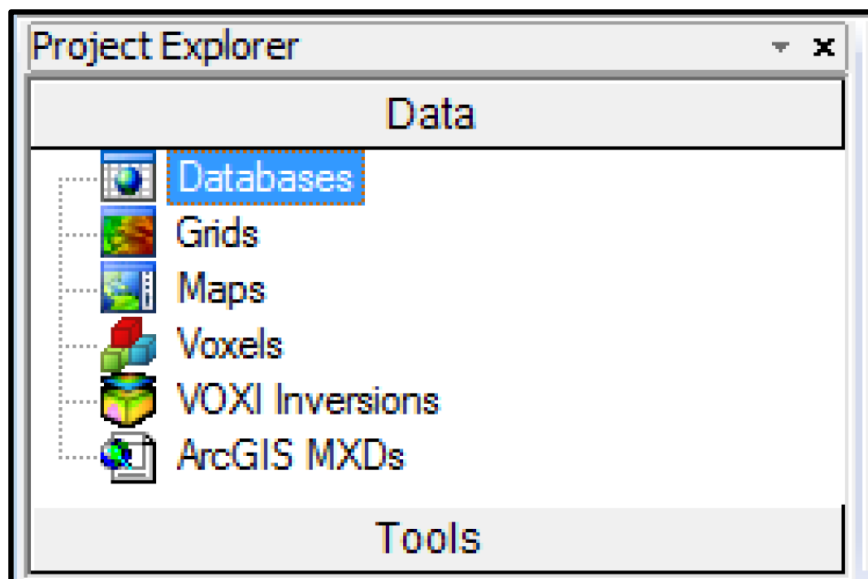 Project Explorer
Data
Databases
Grids
Maps
Voxels
VOXI Inversions
ArcGIS MXDs
Tools